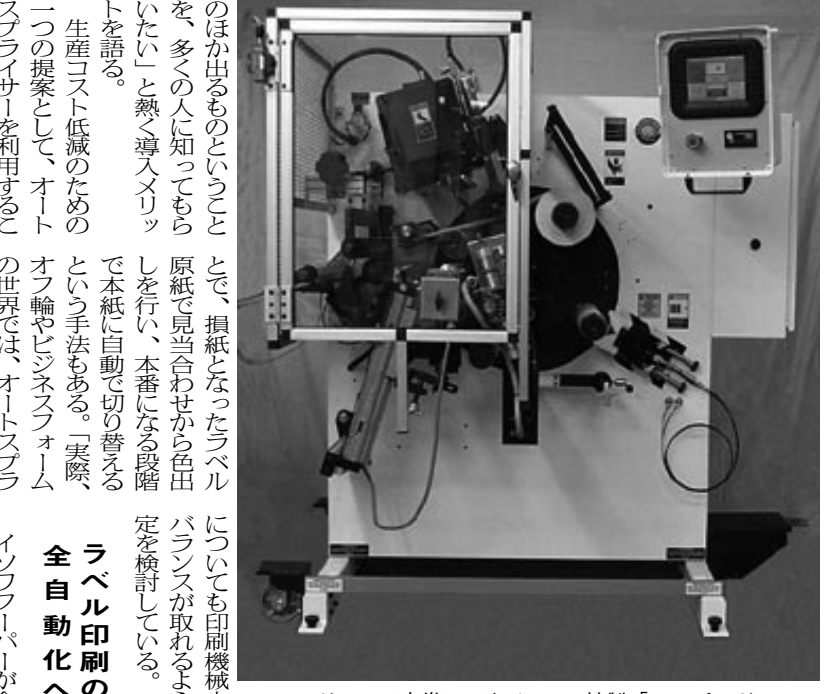 のほか出るものということ
を、多くの人に知ってもら
いたい」と熱く導入メリッ
トを語る。
生産コスト低減のための
一つの提案として、オート
スプライサーを利用するこ
とで、損紙となったラベル
原紙で見当合わせから色出
しを行い、本番になる段階
で本紙に自動で切り替える
という手法もある。「実際、
オフ輪やビジネスフォーム
の世界では、オートスプラ
についても印刷機械
バランスが取れるよう
定を検討している。
ラベル印刷の
全自動化へ